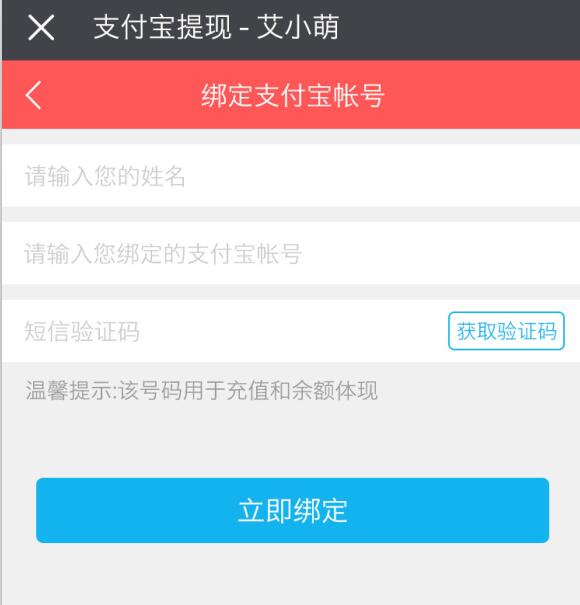 支付宝提现 - 艾小萌
绑定支付宝帐号
请输入您的姓名
请输入您绑定的支付宝帐号
短信验证码
获取验证码
温馨提示:该号码用于充值和余额体现
立即绑定